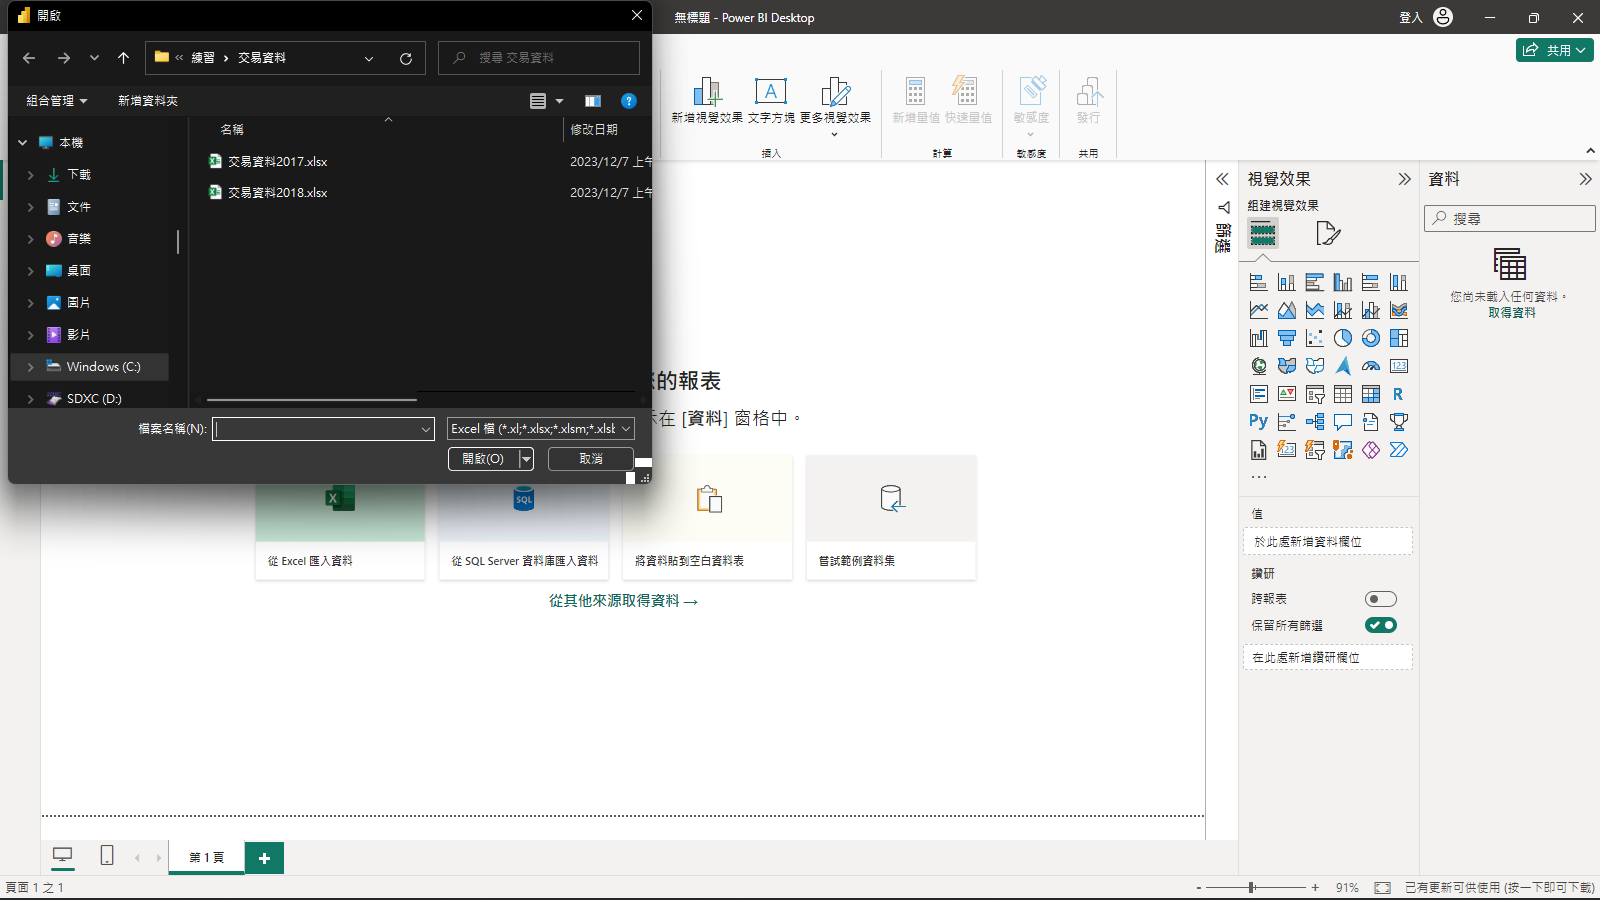 開啟
無標題 - Power BI Desktop
登入
練習 › 交易資料
搜尋 交易資料
共用
組合管理
新增資料夾
本機
下載
文件
音樂
桌面
圖片
影片
Windows (C:)
SDXC (D:)
名稱
修改日期
交易資料2017.xlsx
2023/12/7 上午
交易資料2018.xlsx
2023/12/7 上午
檔案名稱(N):
Excel 檔 (*.xl;*.xlsx;*.xlsm;*.xlsb
開啟(O)
取消
新增視覺效果
文字方塊
更多視覺效果
新增量值
快速量值
敏感度
發行
插入
計算
敏感度
共用
的報表
示在 [資料] 窗格中。
X
SQL
從 Excel 匯入資料
從 SQL Server 資料庫匯入資料
將資料貼到空白資料表
嘗試範例資料集
從其他來源取得資料 →
篩選
視覺效果
組建視覺效果
123
R
Py
123
...
值
於此處新增資料欄位
鑽研
跨報表
保留所有篩選
在此處新增鑽研欄位
資料
搜尋
您尚未載入任何資料。
取得資料
第 1 頁
頁面 1 之 1
- + 91%
已有更新可供使用 (按一下即可下載)